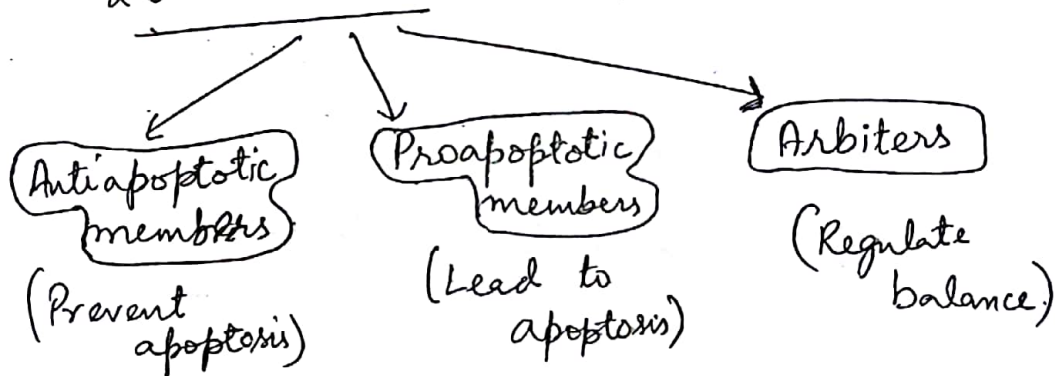 Antiapoptotic
members
(Prevent
apoptosis)
Proapoptotic
members
(Lead to
apoptosis)
Arbiters
(Regulate
balance.)